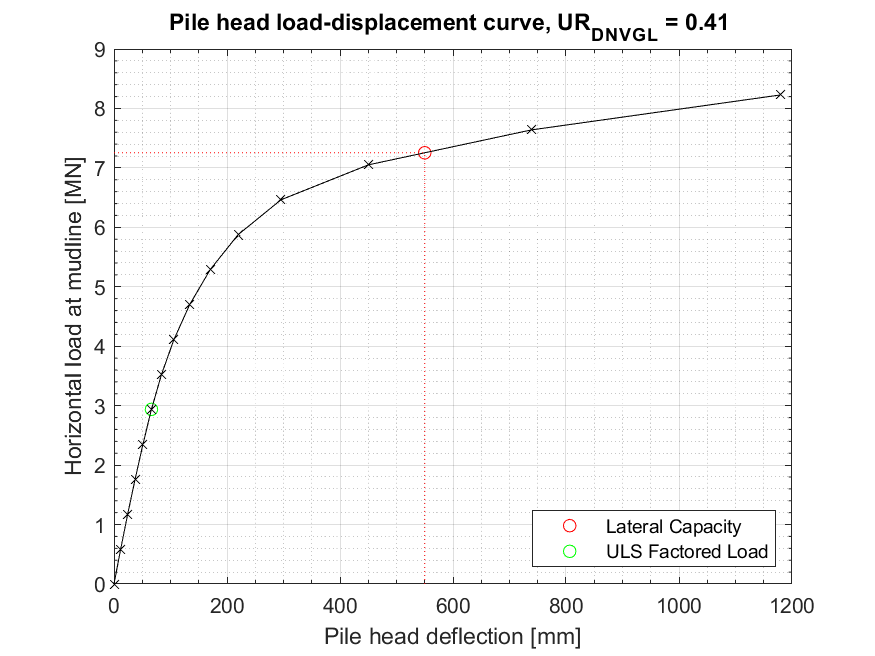 Pile head load-displacement curve, UR_DNVGL = 0.41
Horizontal load at mudline [MN]
9
8
7
6
5
4
3
2
1
0
0 200 400 600 800 1000 1200
Pile head deflection [mm]
Lateral Capacity
ULS Factored Load